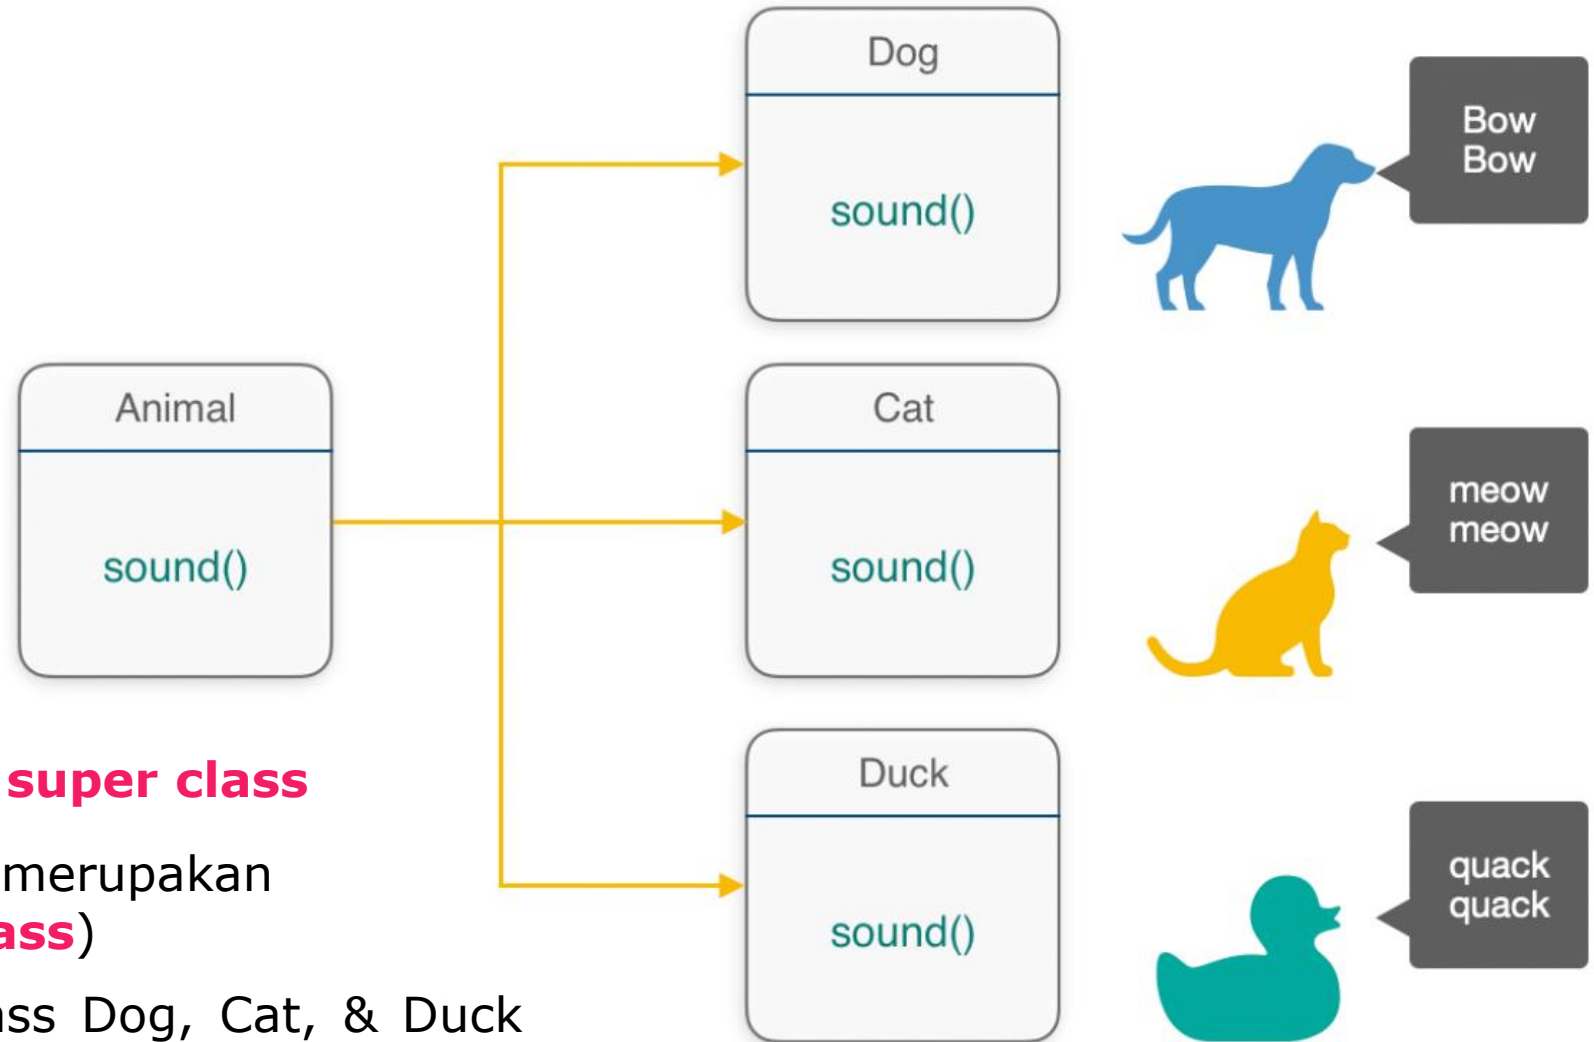 Dog
sound()
Bow
Bow
Animal
sound()
Cat
sound()
meow
meow
super class
merupakan
ass)
ass Dog, Cat, & Duck
Duck
sound()
quack
quack